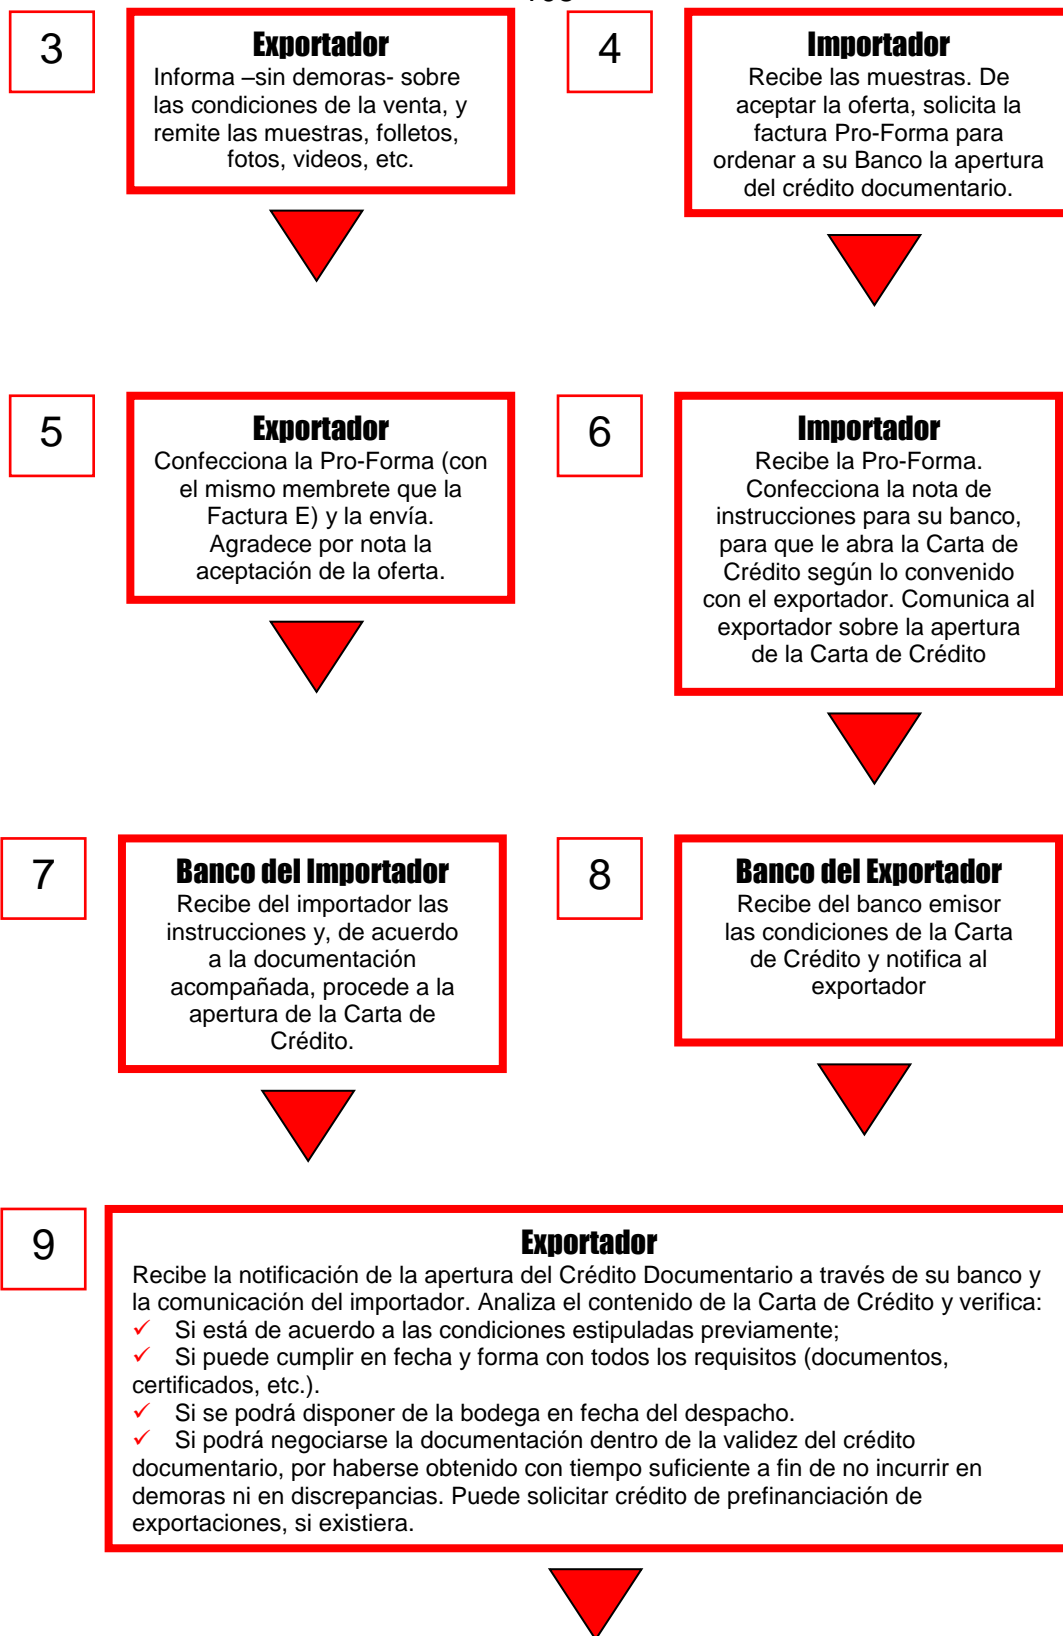 3
Exportador
Informa –sin demoras- sobre
las condiciones de la venta, y
remite las muestras, folletos,
fotos, videos, etc.
4
Importador
Recibe las muestras. De
aceptar la oferta, solicita la
factura Pro-Forma para
ordenar a su Banco la apertura
del crédito documentario.
5
Exportador
Confecciona la Pro-Forma (con
el mismo membrete que la
Factura E) y la envía.
Agradece por nota la
aceptación de la oferta.
6
Importador
Recibe la Pro-Forma.
Confecciona la nota de
instrucciones para su banco,
para que le abra la Carta de
Crédito según lo convenido
con el exportador. Comunica al
exportador sobre la apertura
de la Carta de Crédito
7
Banco del Importador
Recibe del importador las
instrucciones y, de acuerdo
a la documentación
acompañada, procede a la
apertura de la Carta de
Crédito.
8
Banco del Exportador
Recibe del banco emisor
las condiciones de la Carta
de Crédito y notifica al
exportador
9
Exportador
Recibe la notificación de la apertura del Crédito Documentario a través de su banco y
la comunicación del importador. Analiza el contenido de la Carta de Crédito y verifica:
✓ Si está de acuerdo a las condiciones estipuladas previamente;
✓ Si puede cumplir en fecha y forma con todos los requisitos (documentos,
certificados, etc.).
✓ Si se podrá disponer de la bodega en fecha del despacho.
✓ Si podrá negociarse la documentación dentro de la validez del crédito
documentario, por haberse obtenido con tiempo suficiente a fin de no incurrir en
demoras ni en discrepancias. Puede solicitar crédito de prefinanciación de
exportaciones, si existiera.